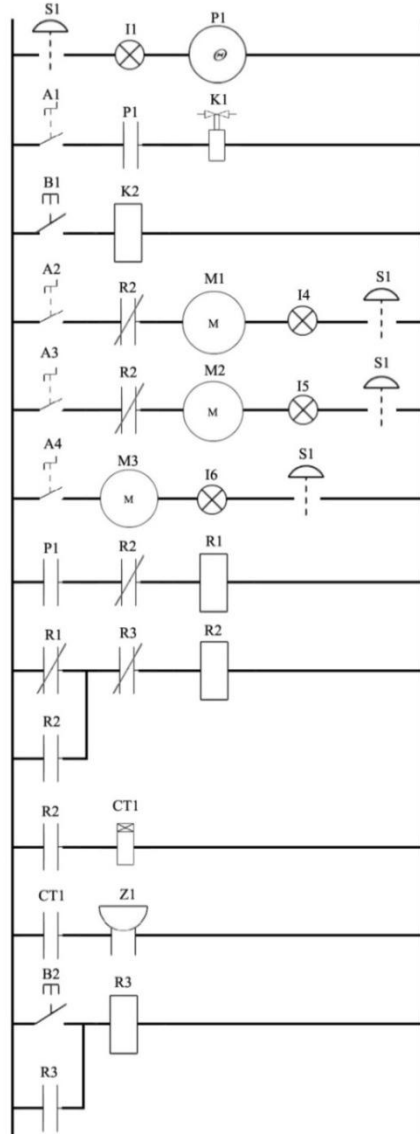 S1 I1 P1
A1 P1 K1
B1 K2
A2 R2 M1 I4 S1
M
A3 R2 M2 I5 S1
M
A4 M3 I6 S1
M
P1 R2 R1
R1 R3 R2
R2
R2 CT1
CT1 Z1
B2 R3
R3